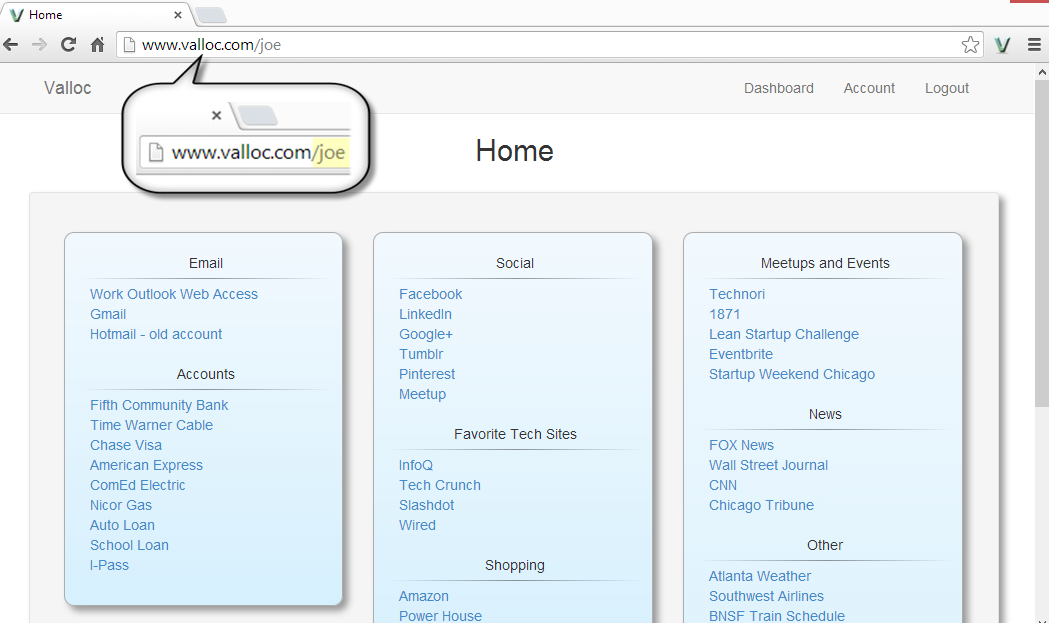 Home
www.valloc.com/joe
Valloc
Dashboard Account Logout
www.valloc.com/joe
Home
Email
Work Outlook Web Access
Gmail
Hotmail - old account
Accounts
Fifth Community Bank
Time Warner Cable
Chase Visa
American Express
ComEd Electric
Nicor Gas
Auto Loan
School Loan
I-Pass
Social
Facebook
LinkedIn
Google+
Tumblr
Pinterest
Meetup
Favorite Tech Sites
InfoQ
Tech Crunch
Slashdot
Wired
Shopping
Amazon
Power House
Meetups and Events
Technori
1871
Lean Startup Challenge
Eventbrite
Startup Weekend Chicago
News
FOX News
Wall Street Journal
CNN
Chicago Tribune
Other
Atlanta Weather
Southwest Airlines
BNSF Train Schedule